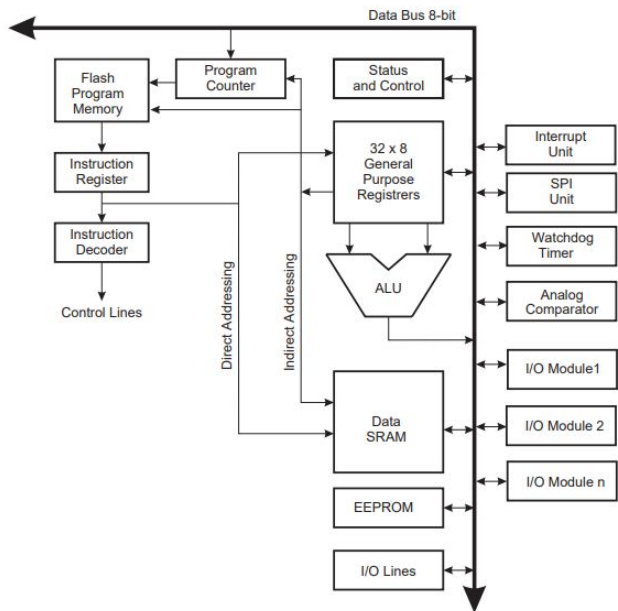 Data Bus 8-bit
Flash
Program
Memory
Program
Counter
Status
and Control
Instruction
Register
32 x 8
General
Purpose
Registrers
Interrupt
Unit
SPI
Unit
Instruction
Decoder
Watchdog
Timer
Control Lines
Direct Addressing
Indirect Addressing
ALU
Analog
Comparator
I/O Module1
Data
SRAM
I/O Module 2
I/O Module n
EEPROM
I/O Lines